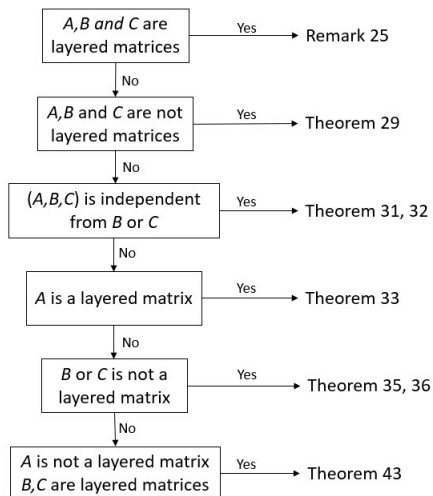 A,B and C are
layered matrices
Yes
Remark 25
No
A,B and C are not
layered matrices
Yes
Theorem 29
No
(A,B,C) is independent
from B or C
Yes
Theorem 31, 32
No
A is a layered matrix
Yes
Theorem 33
No
B or C is not a
layered matrix
Yes
Theorem 35, 36
No
A is not a layered matrix
B,C are layered matrices
Yes
Theorem 43